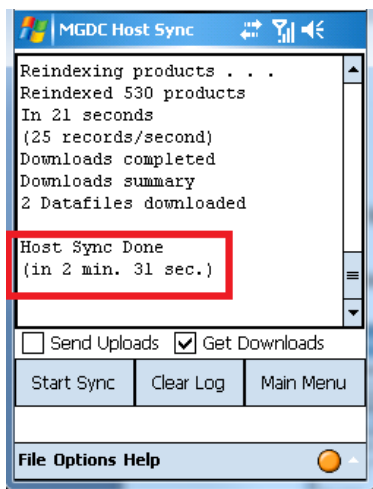 MGDC Host Sync
Reindexing products . . .
Reindexed 530 products
In 21 seconds
(25 records/second)
Downloads completed
Downloads summary
2 Datafiles downloaded
Host Sync Done
(in 2 min. 31 sec.)
Send Uploads Get Downloads
Start Sync Clear Log Main Menu
File Options Help